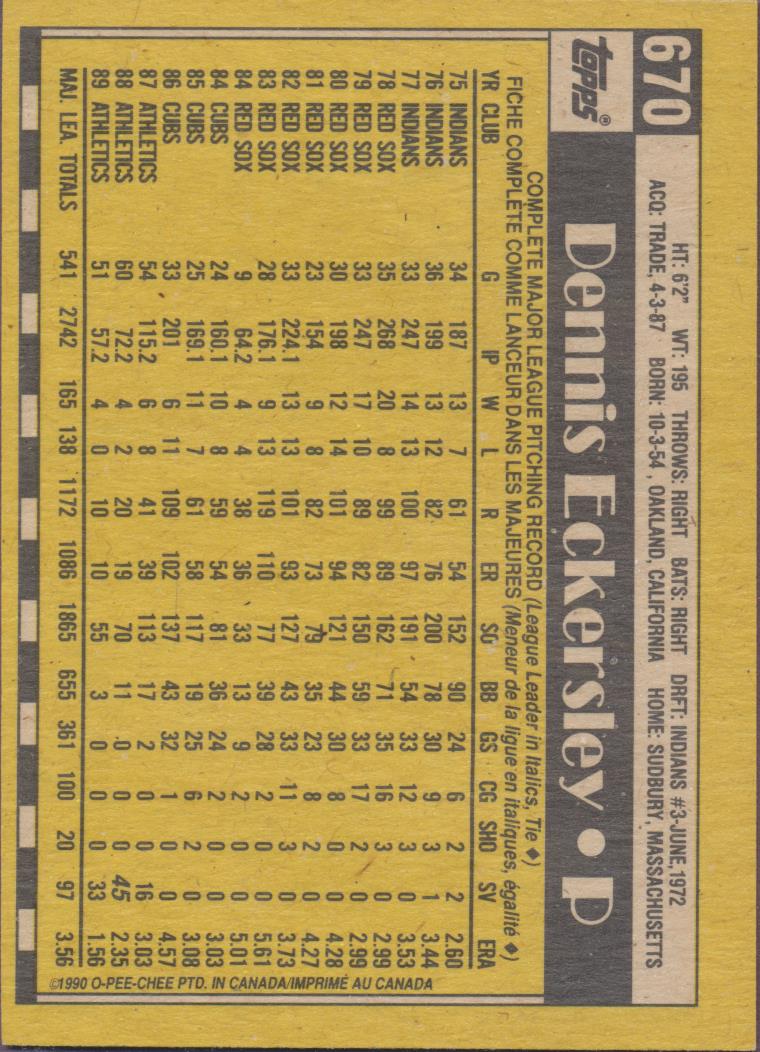 670
HT: 6'2" WT: 195 THROWS: RIGHT BATS: RIGHT DRFT: INDIANS #3-JUNE,1972
ACQ: TRADE, 4-3-87 BORN: 10-3-54 , OAKLAND, CALIFORNIA HOME: SUDBURY, MASSACHUSETTS
topps®
Dennis Eckersley • P
COMPLETE MAJOR LEAGUE PITCHING RECORD (League Leader in Italics, Tie ♦)
FICHE COMPLÈTE COMME LANCEUR DANS LES MAJEURES (Meneur de la ligue en italiques, égalité ♦)
YR CLUB G IP W L R ER SO BB GS CG SHO SV ERA
75 INDIANS 34 187 13 7 61 54 152 90 24 6 2 2 2.60
76 INDIANS 36 199 13 12 82 76 200 78 30 9 3 1 3.44
77 INDIANS 33 247 14 13 100 97 191 54 33 12 3 0 3.53
78 RED SOX 35 268 20 8 99 89 162 71 35 16 3 0 2.99
79 RED SOX 33 247 17 10 89 82 150 59 33 17 2 0 2.99
80 RED SOX 30 198 12 14 101 94 121 44 30 8 0 0 4.28
81 RED SOX 23 154 9 8 82 73 79 35 23 8 2 0 4.27
82 RED SOX 33 224.1 13 13 101 93 127 43 33 11 3 0 3.73
83 RED SOX 28 176.1 9 13 119 110 77 39 28 2 0 0 5.61
84 RED SOX 9 64.2 4 4 38 36 33 13 9 2 0 0 5.01
84 CUBS 24 160.1 10 8 59 54 81 36 24 2 0 0 3.03
85 CUBS 25 169.1 11 7 61 58 117 19 25 6 2 0 3.08
86 CUBS 33 201 6 11 109 102 137 43 32 1 0 0 4.57
87 ATHLETICS 54 115.2 6 8 41 39 113 17 2 0 0 16 3.03
88 ATHLETICS 60 72.2 4 2 20 19 70 11 0 0 0 45 2.35
89 ATHLETICS 51 57.2 4 0 10 10 55 3 0 0 0 33 1.56
MAJ. LEA. TOTALS 541 2742 165 138 1172 1086 1865 655 361 100 20 97 3.56
©1990 O-PEE-CHEE PTD. IN CANADA/IMPRIMÉ AU CANADA